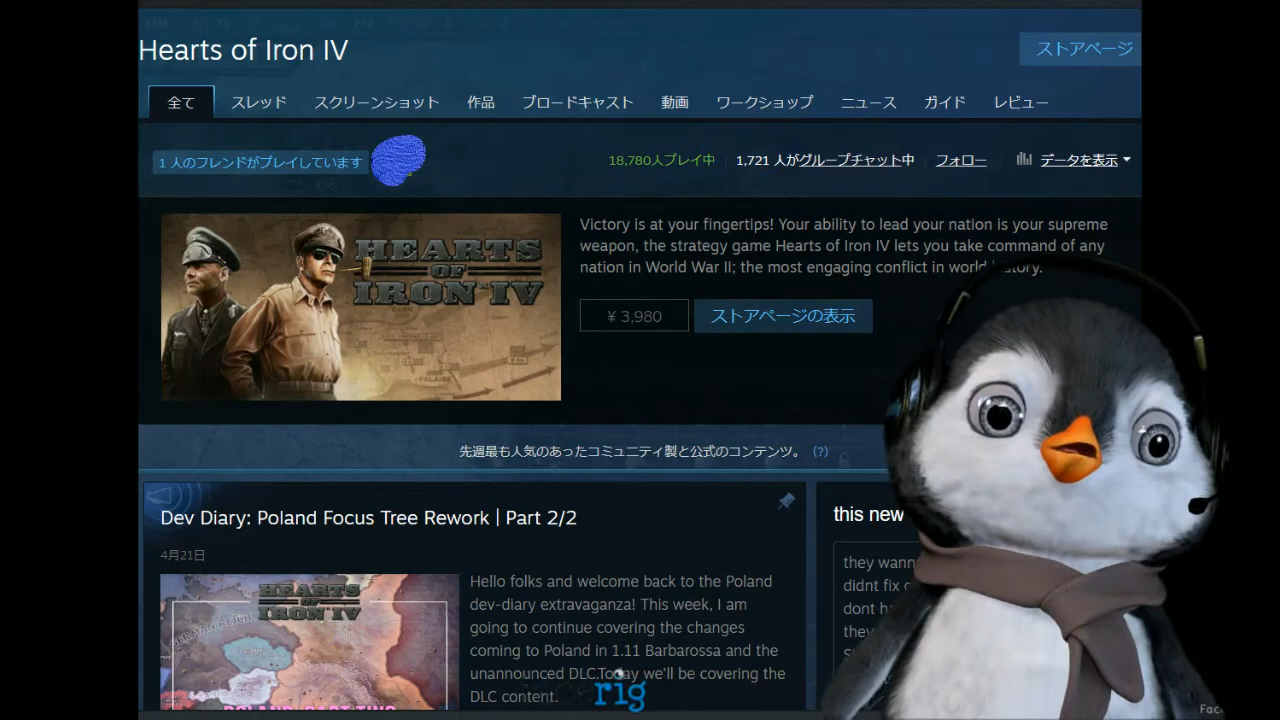 Hearts of Iron IV
ストアページ
全て スレッド スクリーンショット 作品 ブロードキャスト 動画 ワークショップ ニュース ガイド レビュー
1 人のフレンドがプレイしています
18,780人プレイ中 1,721 人がグループチャット中 フォロー データを表示
HEARTS OF IRON IV
Victory is at your fingertips! Your ability to lead your nation is your supreme
weapon, the strategy game Hearts of Iron IV lets you take command of any
nation in World War II; the most engaging conflict in world history.
¥ 3,980 ストアページの表示
先週最も人気のあったコミュニティ製と公式のコンテンツ。 (?)
Dev Diary: Poland Focus Tree Rework | Part 2/2
4月21日
HEARTS OF IRON IV
GERMAN REICH
POLAND: PART TWO
Hello folks and welcome back to the Poland
dev-diary extravaganza! This week, I am
going to continue covering the changes
coming to Poland in 1.11 Barbarossa and the
unannounced DLC.Today we'll be covering the
DLC content.
this new
they
didnt fix
dont
they
rig